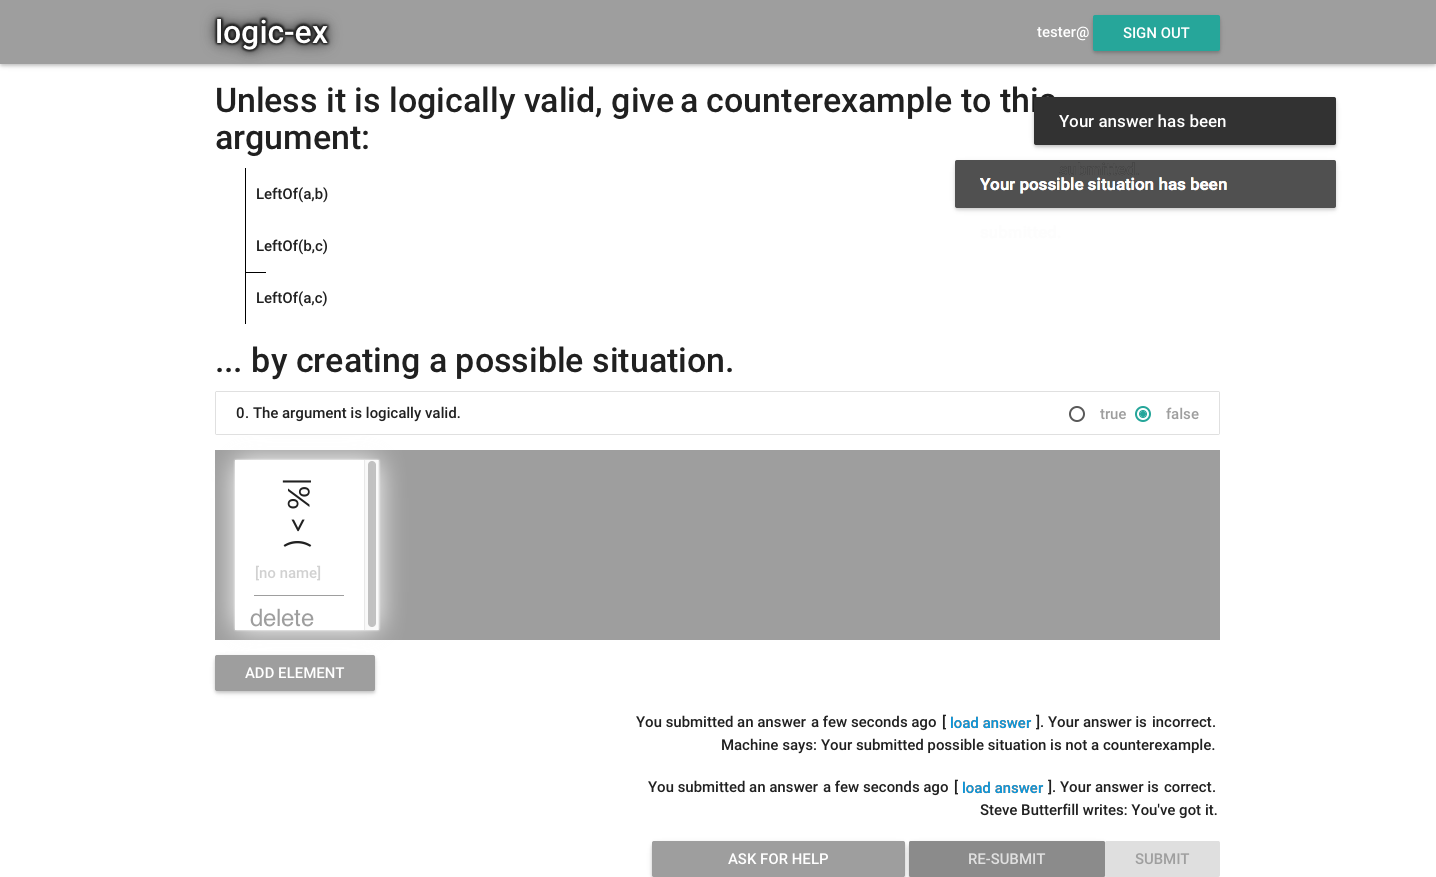 logic-ex
tester@
SIGN OUT
Unless it is logically valid, give a counterexample to this
argument:
Your answer has been
Your possible situation has been
LeftOf(a,b)
LeftOf(b,c)
LeftOf(a,c)
... by creating a possible situation.
0. The argument is logically valid.
true
false
) < %|
[no name]
delete
ADD ELEMENT
You submitted an answer a few seconds ago [ load answer ]. Your answer is incorrect.
Machine says: Your submitted possible situation is not a counterexample.
You submitted an answer a few seconds ago [ load answer ]. Your answer is correct.
Steve Butterfill writes: You've got it.
ASK FOR HELP
RE-SUBMIT
SUBMIT